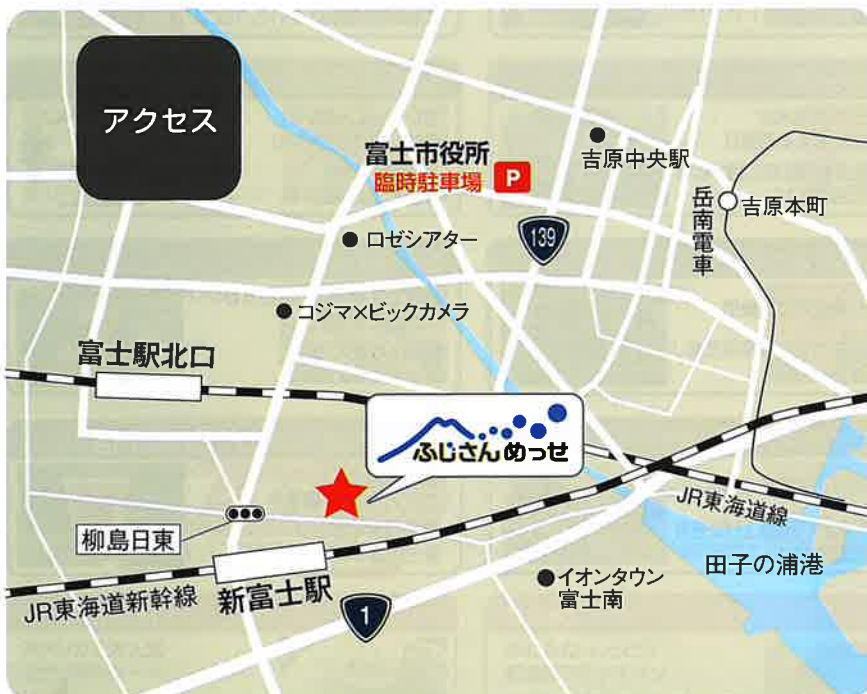 アクセス
富士市役所
臨時駐車場 P
吉原中央駅
岳南電車
吉原本町
139
ロゼシアター
コジマ×ビックカメラ
富士駅北口
ふじさんめっせ
柳島日東
JR東海道線
田子の浦港
イオンタウン
富士南
新富士駅
JR東海道新幹線
1